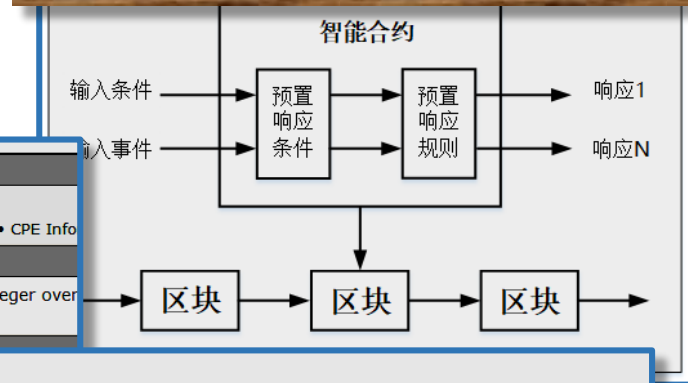 智能合约
输入条件
预置
响应
条件
预置
响应
规则
响应1
输入事件
响应N
• CPE Info
eger over
区块
区块
区块